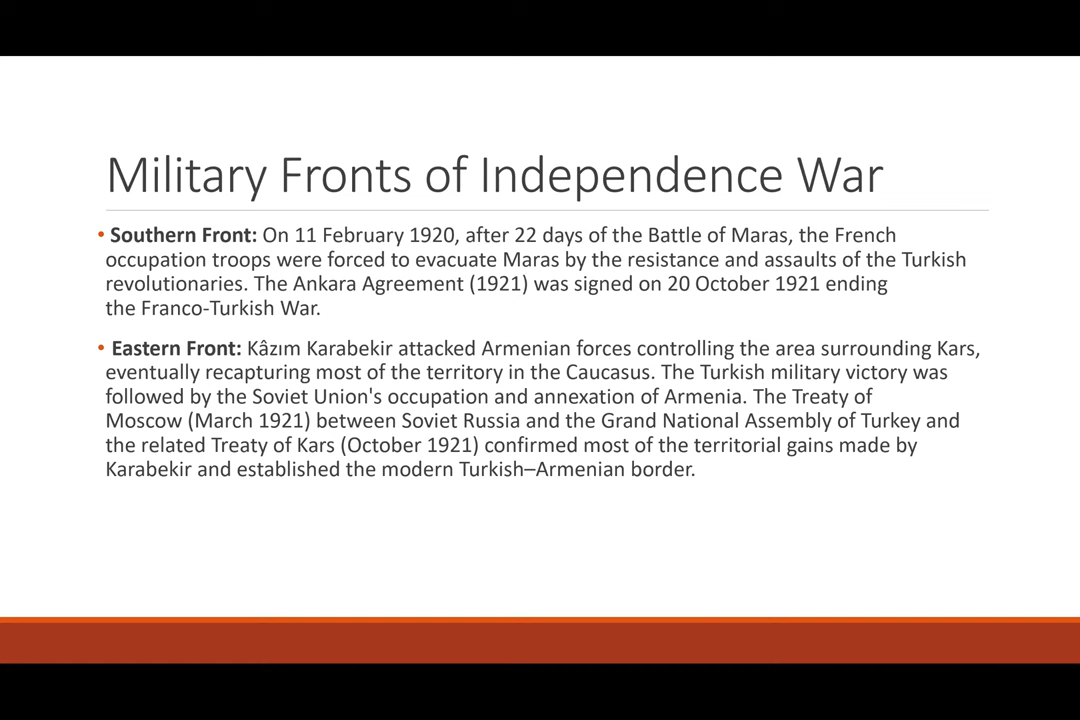 Military Fronts of Independence War
• Southern Front: On 11 February 1920, after 22 days of the Battle of Maras, the French
occupation troops were forced to evacuate Maras by the resistance and assaults of the Turkish
revolutionaries. The Ankara Agreement (1921) was signed on 20 October 1921 ending
the Franco-Turkish War.
• Eastern Front: Kâzım Karabekir attacked Armenian forces controlling the area surrounding Kars,
eventually recapturing most of the territory in the Caucasus. The Turkish military victory was
followed by the Soviet Union's occupation and annexation of Armenia. The Treaty of
Moscow (March 1921) between Soviet Russia and the Grand National Assembly of Turkey and
the related Treaty of Kars (October 1921) confirmed most of the territorial gains made by
Karabekir and established the modern Turkish–Armenian border.